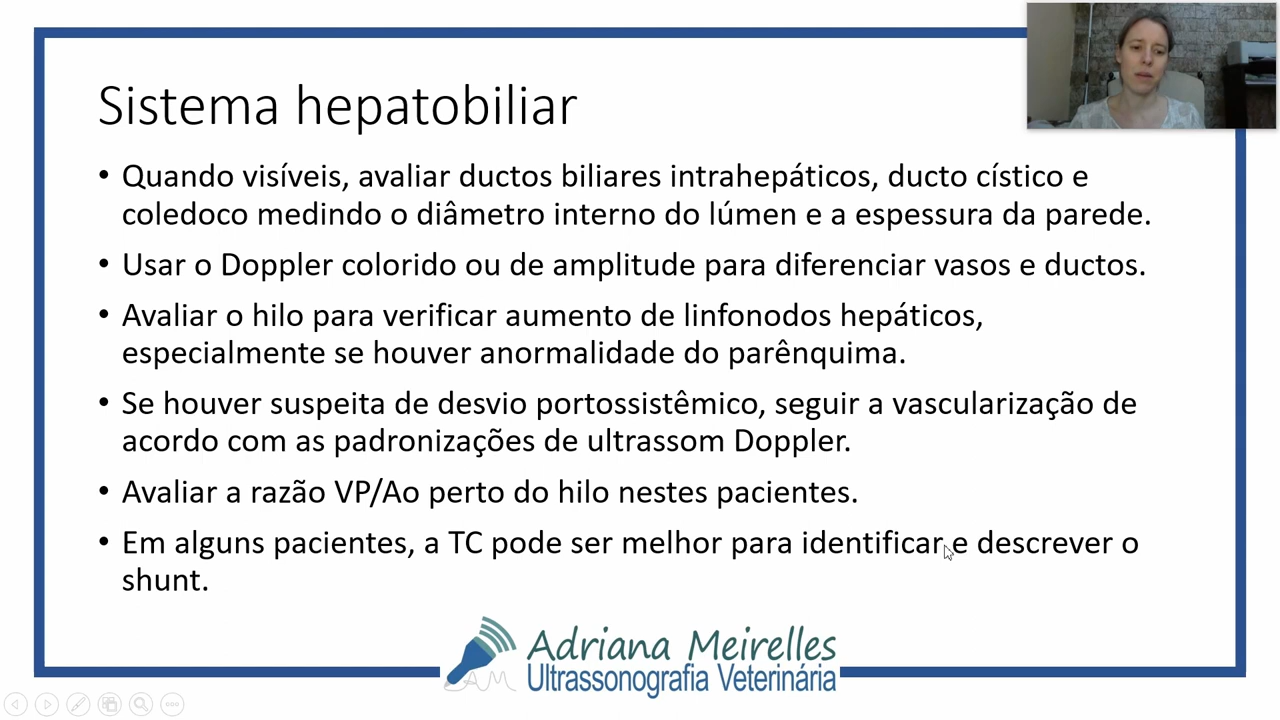 Sistema hepatobiliar
• Quando visíveis, avaliar ductos biliares intrahepáticos, ducto cístico e
coledoco medindo o diâmetro interno do lúmen e a espessura da parede.
• Usar o Doppler colorido ou de amplitude para diferenciar vasos e ductos.
• Avaliar o hilo para verificar aumento de linfonodos hepáticos,
especialmente se houver anormalidade do parênquima.
• Se houver suspeita de desvio portossistêmico, seguir a vascularização de
acordo com as padronizações de ultrassom Doppler.
• Avaliar a razão VP/Ao perto do hilo nestes pacientes.
• Em alguns pacientes, a TC pode ser melhor para identificar e descrever o
shunt.
Adriana Meirelles
AM
Ultrassonografia Veterinária